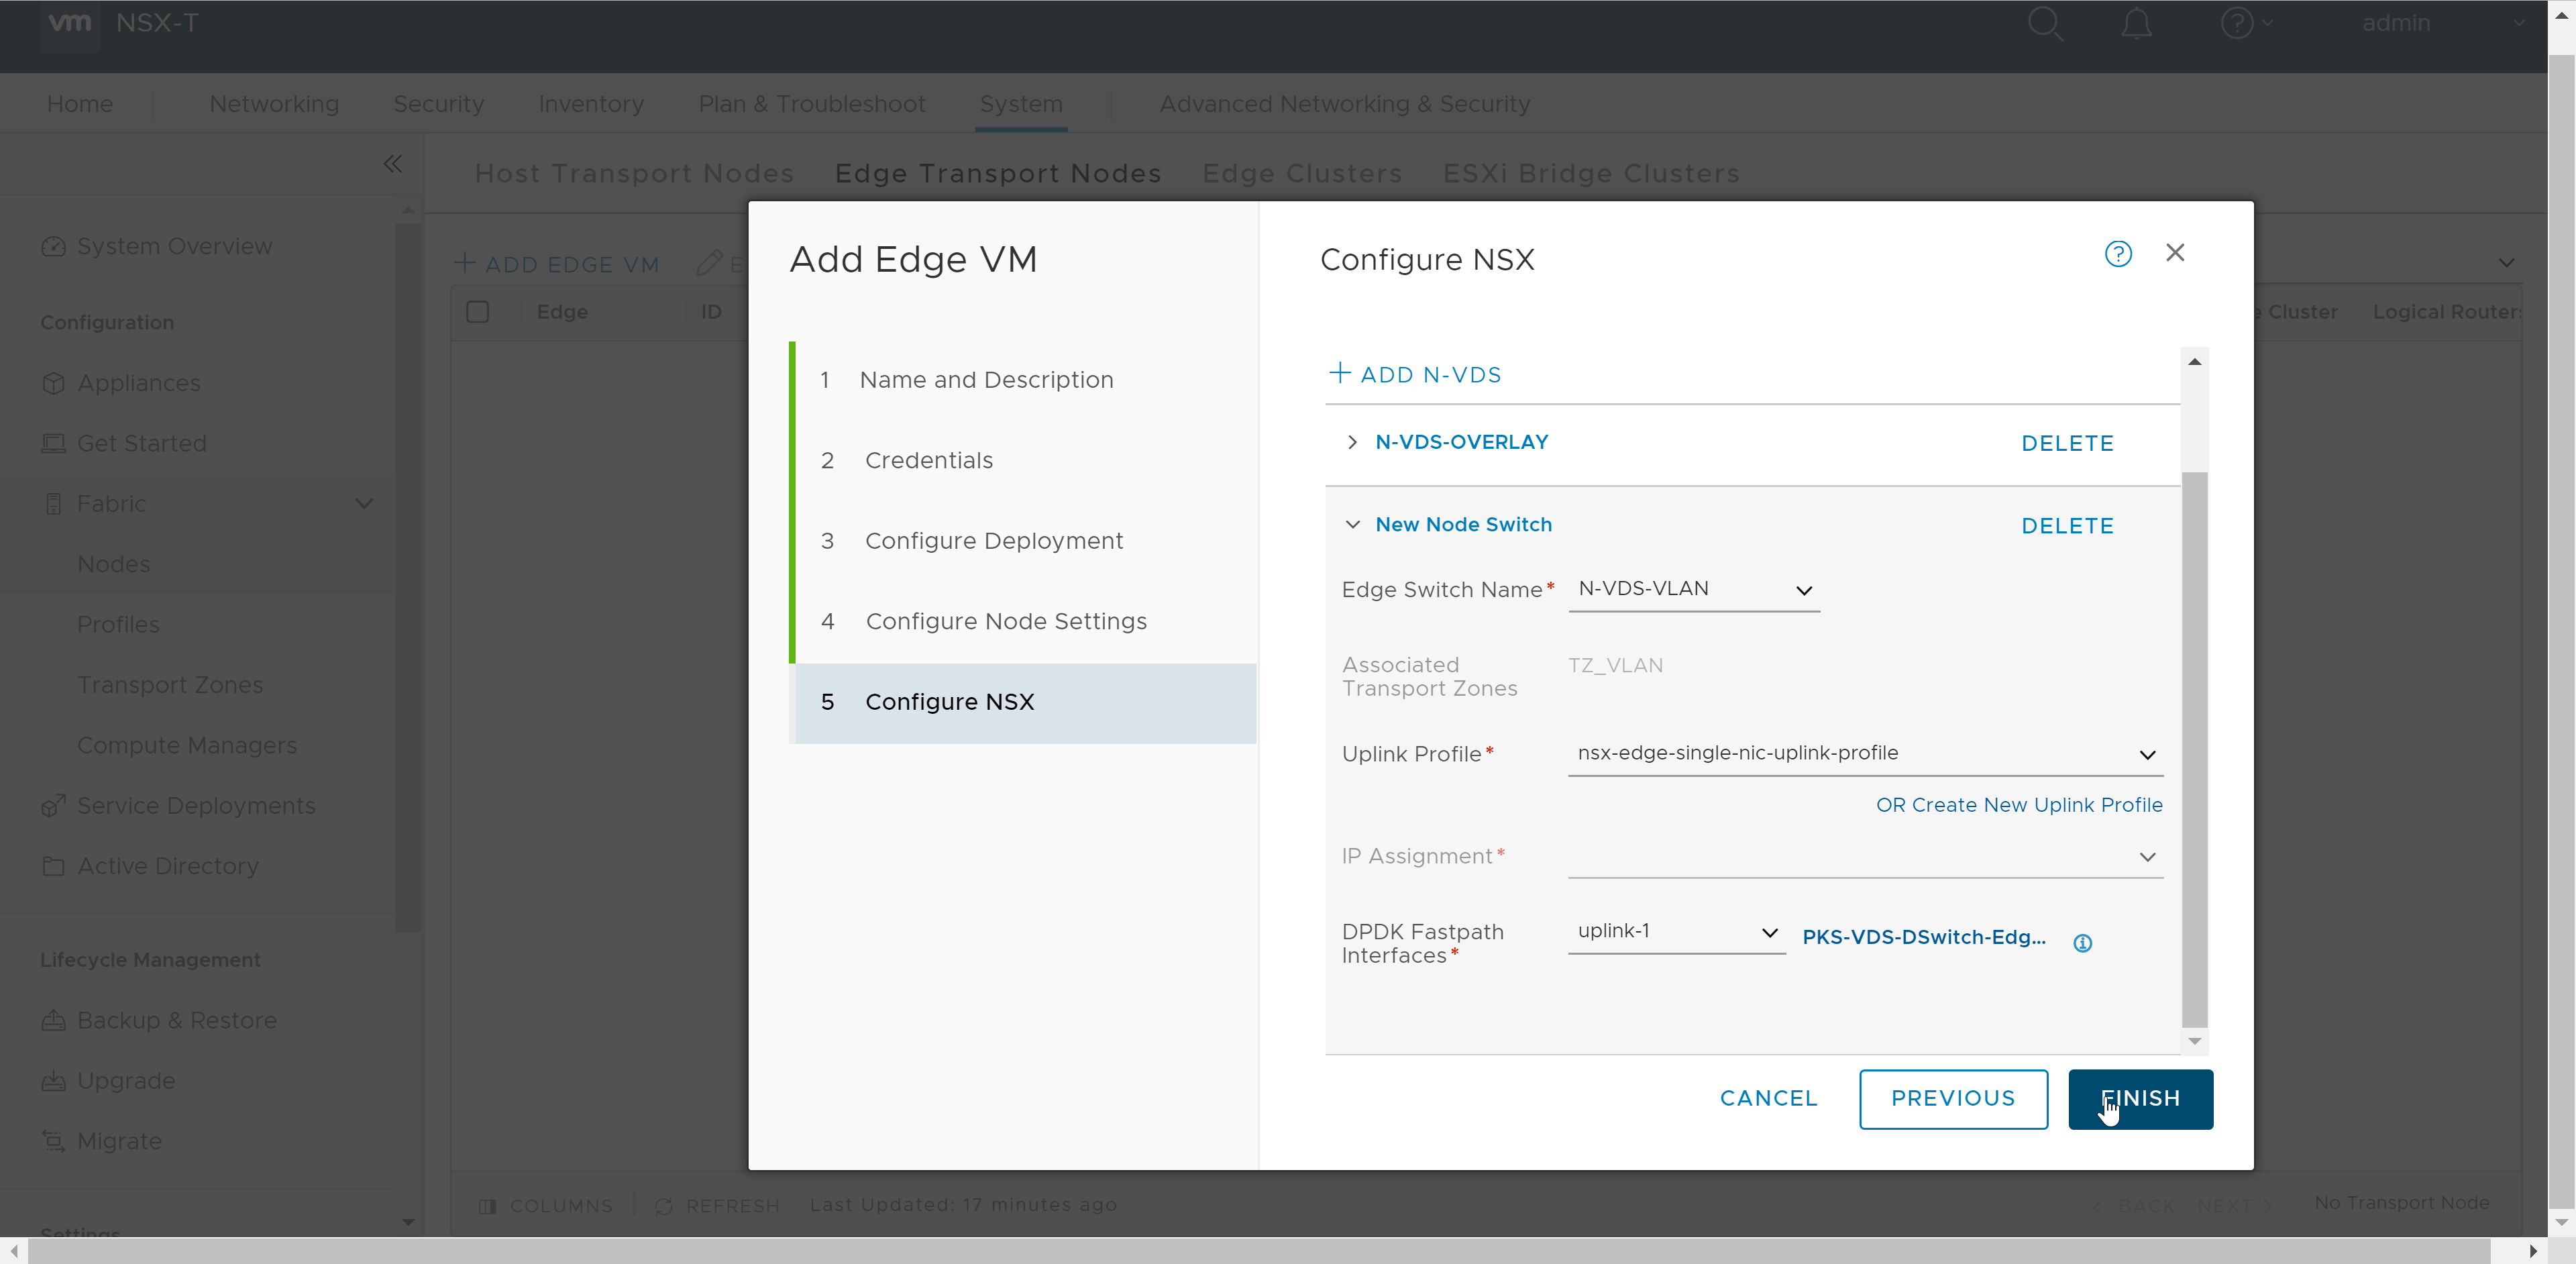 vm NSX-T
admin
Home Networking Security Inventory Plan & Troubleshoot System Advanced Networking & Security
Host Transport Nodes Edge Transport Nodes Edge Clusters ESXi Bridge Clusters
System Overview
Configuration
Appliances
Get Started
Fabric
Nodes
Profiles
Transport Zones
Compute Managers
Service Deployments
Active Directory
Lifecycle Management
Backup & Restore
Upgrade
Migrate
Settings
+ ADD EDGE VM E
Edge ID
e Cluster Logical Routers
Add Edge VM
1 Name and Description
2 Credentials
3 Configure Deployment
4 Configure Node Settings
5 Configure NSX
Configure NSX
+ ADD N-VDS
N-VDS-OVERLAY DELETE
New Node Switch DELETE
Edge Switch Name* N-VDS-VLAN
Associated
Transport Zones
TZ_VLAN
Uplink Profile* nsx-edge-single-nic-uplink-profile
OR Create New Uplink Profile
IP Assignment*
DPDK Fastpath
Interfaces*
uplink-1 PKS-VDS-DSwitch-Edg...
CANCEL PREVIOUS FINISH
COLUMNS REFRESH Last Updated: 17 minutes ago BACK NEXT No Transport Node